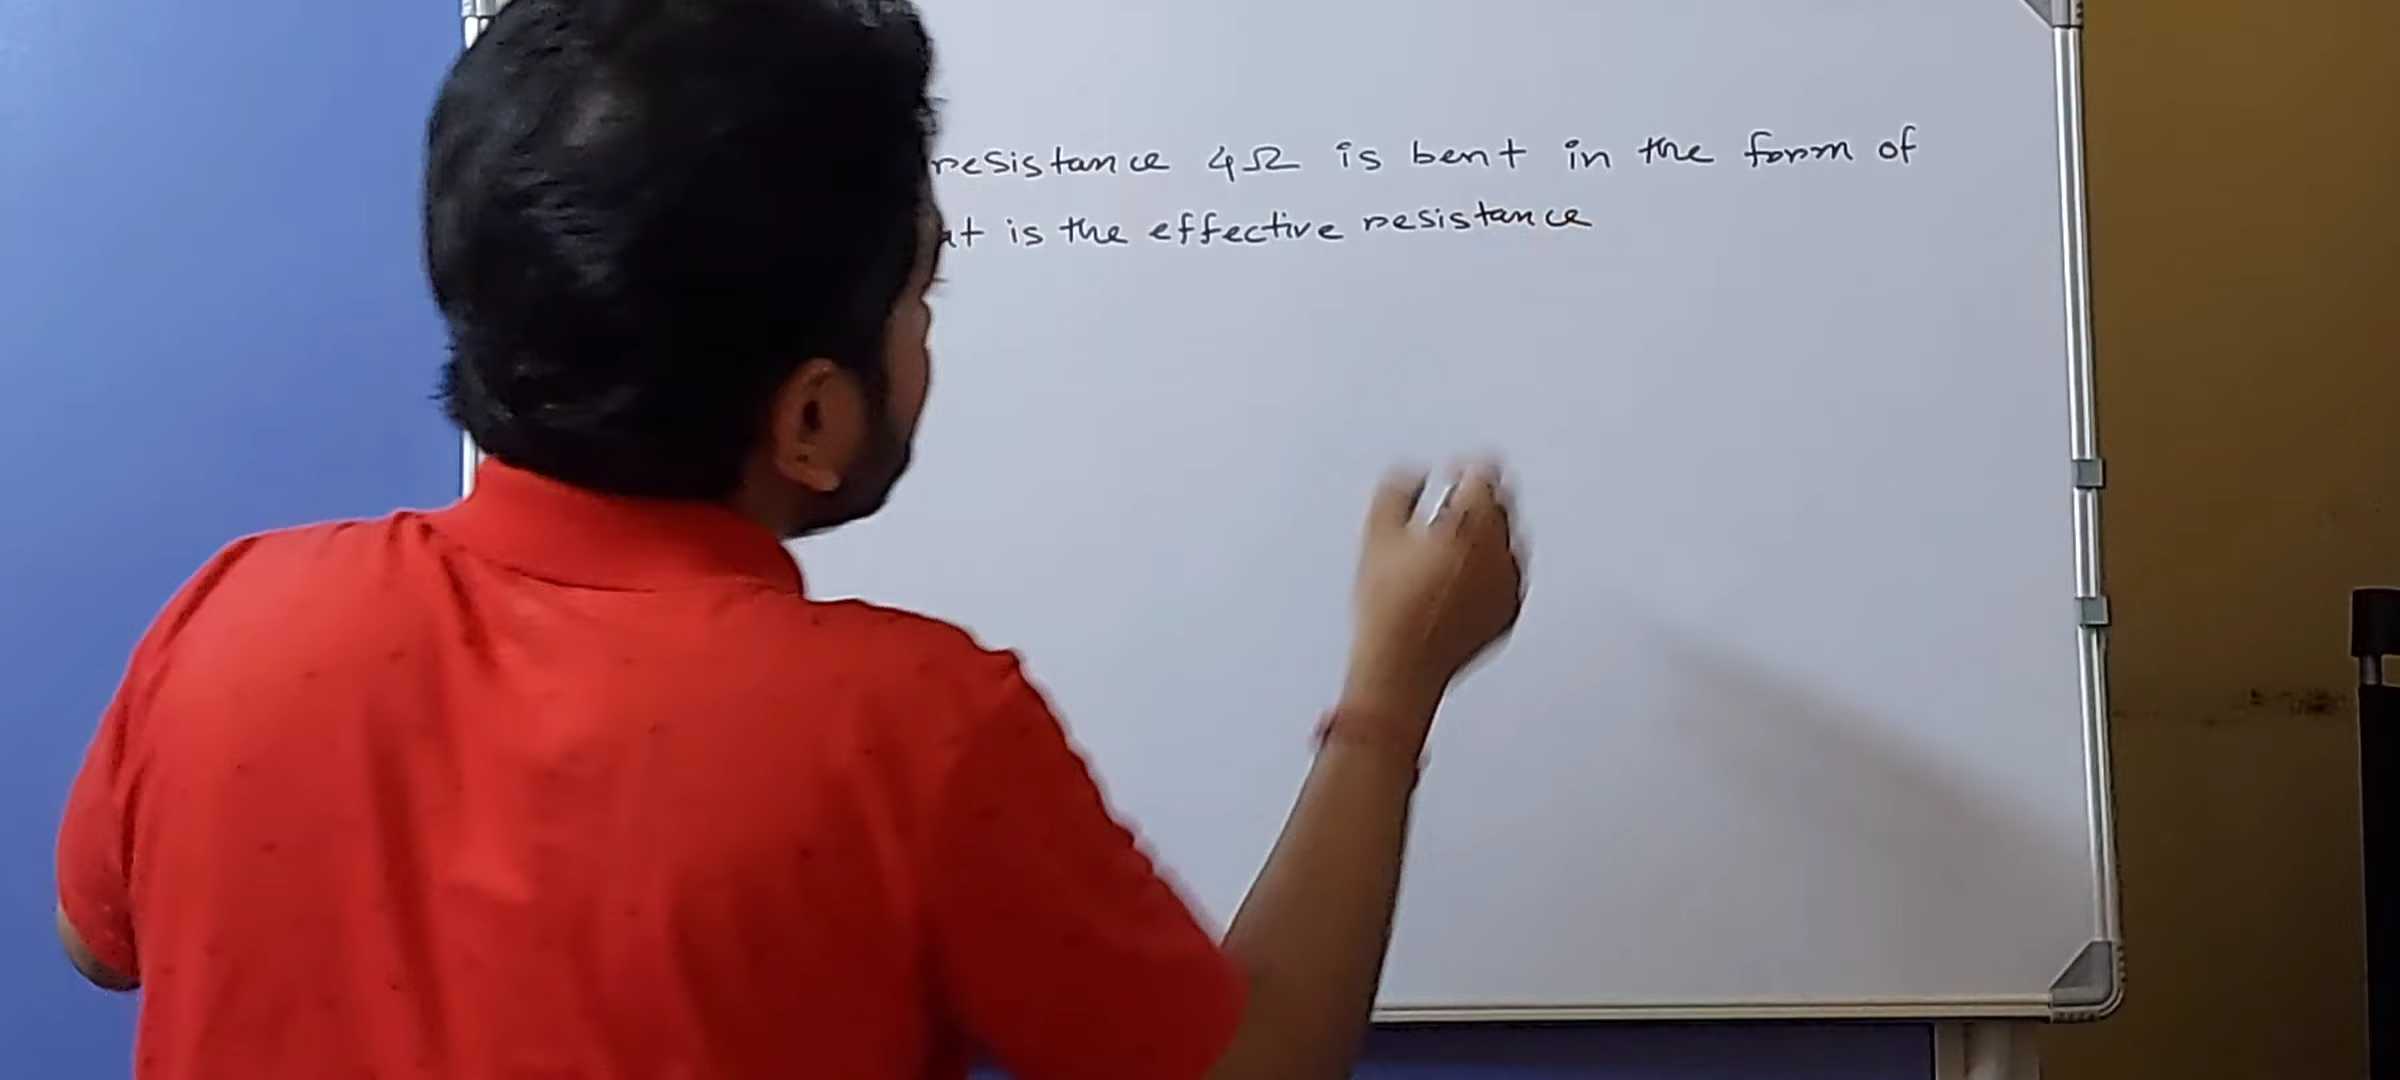 resistance 4Ω is bent in the form of
is the effective resistance